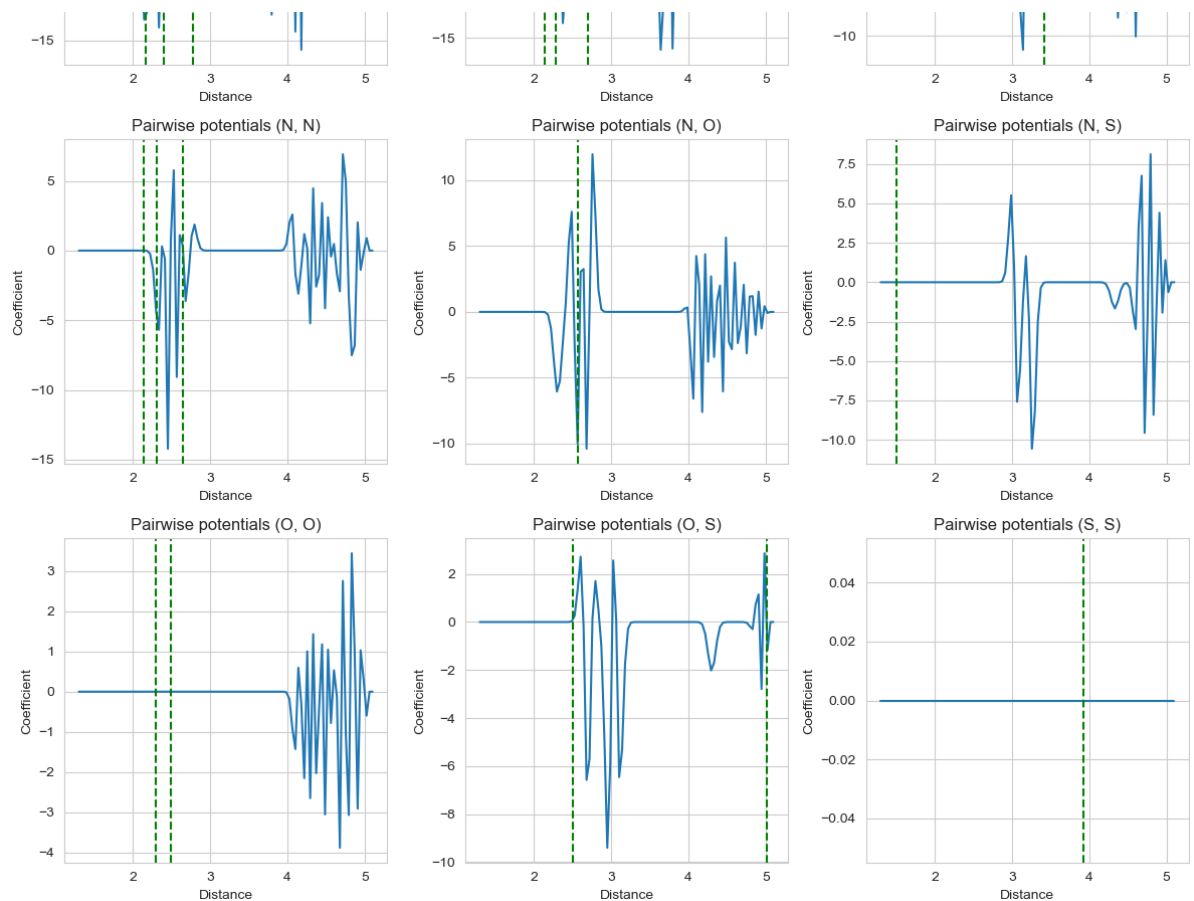 −15
2 3 4 5
Distance
−15
2 3 4 5
Distance
−10
2 3 4 5
Distance
Pairwise potentials (N, N)
5
0
−5
−10
−15
Coefficient
2 3 4 5
Distance
Pairwise potentials (N, O)
10
5
0
−5
−10
Coefficient
2 3 4 5
Distance
Pairwise potentials (N, S)
7.5
5.0
2.5
0.0
−2.5
−5.0
−7.5
−10.0
Coefficient
2 3 4 5
Distance
Pairwise potentials (O, O)
3
2
1
0
−1
−2
−3
−4
Coefficient
2 3 4 5
Distance
Pairwise potentials (O, S)
2
0
−2
−4
−6
−8
−10
Coefficient
2 3 4 5
Distance
Pairwise potentials (S, S)
0.04
0.02
0.00
−0.02
−0.04
Coefficient
2 3 4 5
Distance